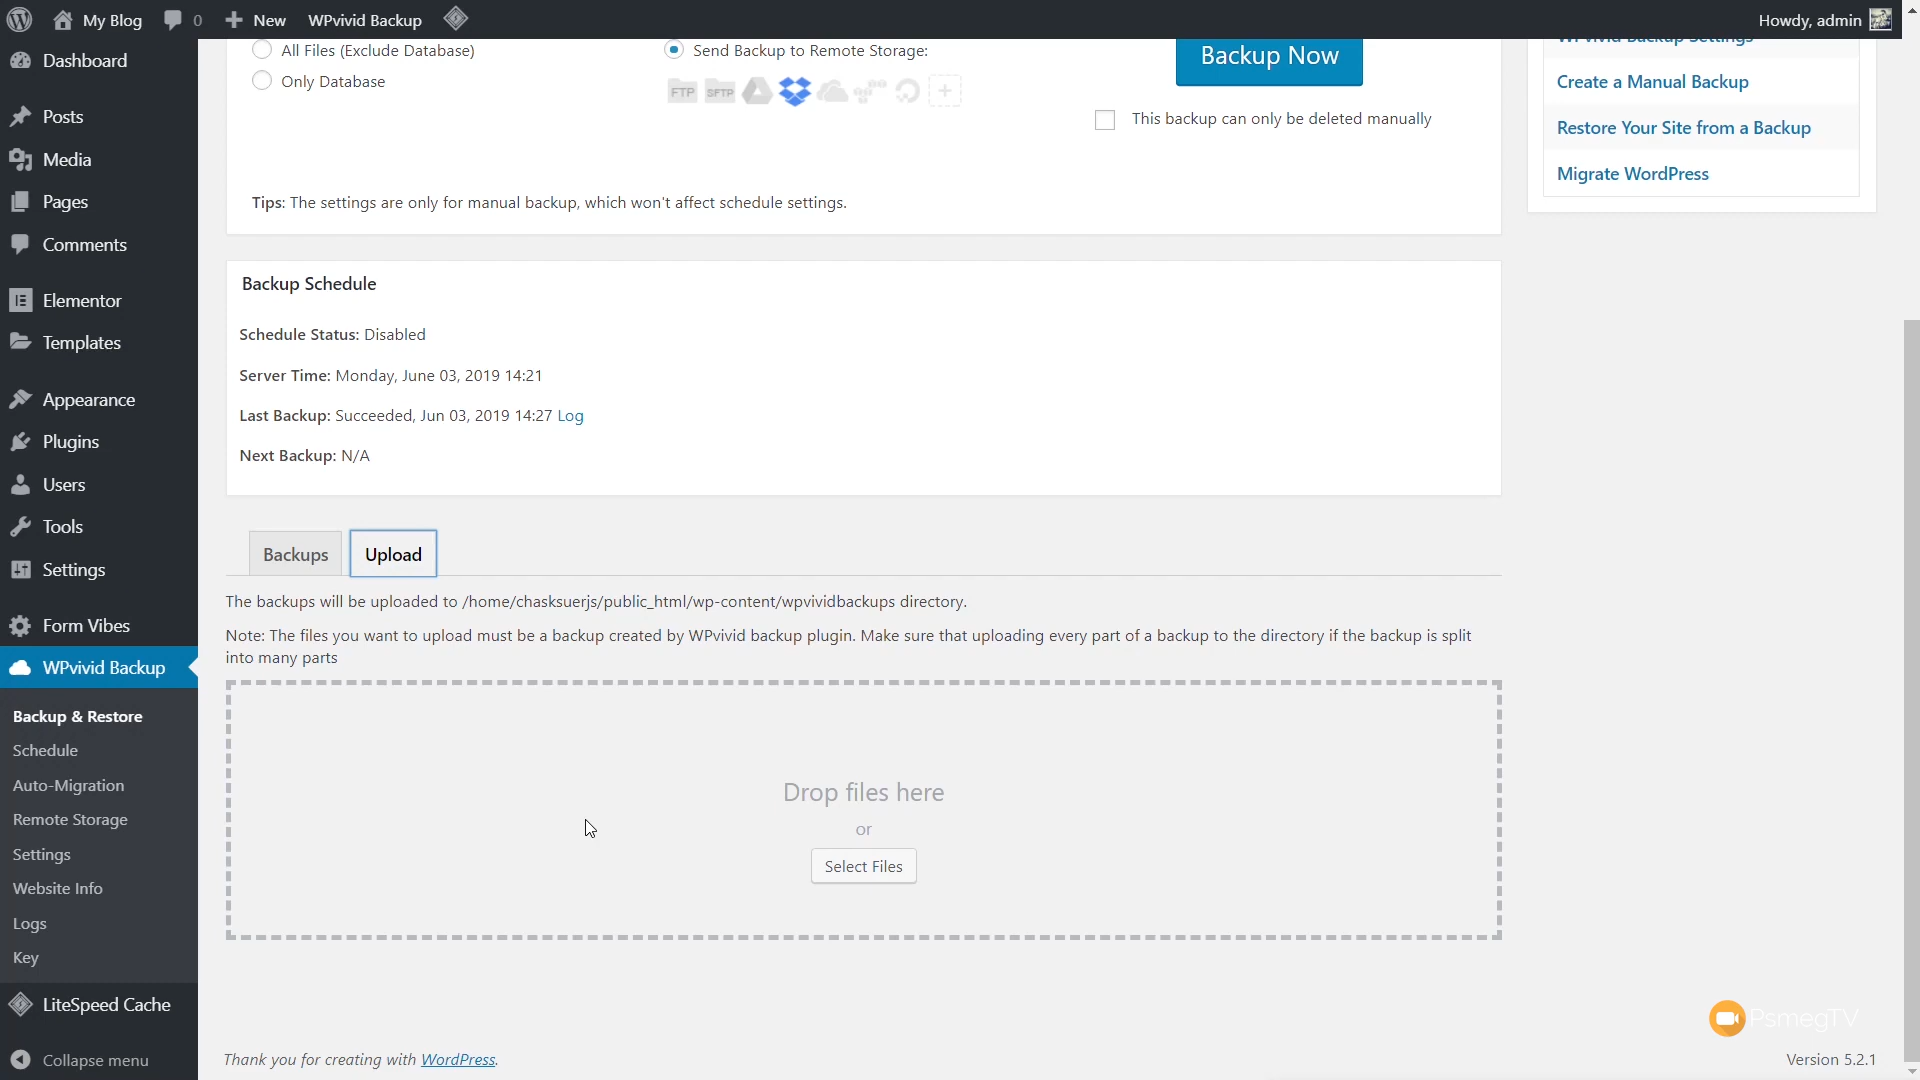 My Blog
0
New
WPvivid Backup
Howdy, admin
Dashboard
Posts
Media
Pages
Comments
Elementor
Templates
Appearance
Plugins
Users
Tools
Settings
Form Vibes
WPvivid Backup
Backup & Restore
Schedule
Auto-Migration
Remote Storage
Settings
Website Info
Logs
Key
LiteSpeed Cache
Collapse menu
All Files (Exclude Database)
Only Database
Send Backup to Remote Storage:
FTP
SFTP
Backup Now
This backup can only be deleted manually
Tips: The settings are only for manual backup, which won't affect schedule settings.
WPvivid Backup Settings
Create a Manual Backup
Restore Your Site from a Backup
Migrate WordPress
Backup Schedule
Schedule Status: Disabled
Server Time: Monday, June 03, 2019 14:21
Last Backup: Succeeded, Jun 03, 2019 14:27 Log
Next Backup: N/A
Backups
Upload
The backups will be uploaded to /home/chasksuerjs/public_html/wp-content/wpvividbackups directory.
Note: The files you want to upload must be a backup created by WPvivid backup plugin. Make sure that uploading every part of a backup to the directory if the backup is split
into many parts
Drop files here
or
Select Files
PsmegTV
Thank you for creating with WordPress.
Version 5.2.1